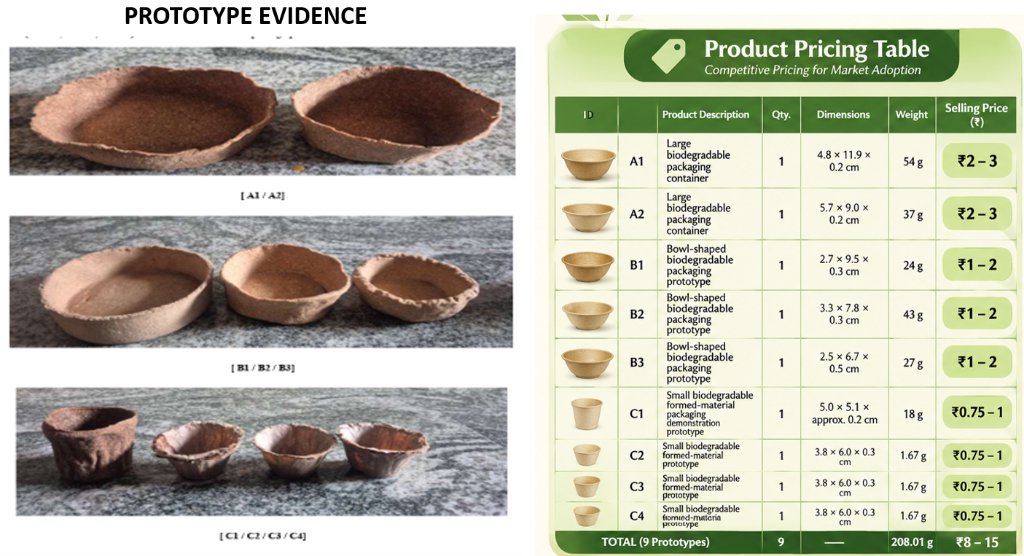 PROTOTYPE EVIDENCE
[ A1 / A2]
[ B1 / B2 / B3]
[ C1 / C2 / C3 / C4]
Product Pricing Table
Competitive Pricing for Market Adoption
ID Product Description Qty. Dimensions Weight Selling Price
(₹)
A1 Large
biodegradable
packaging
container
1 4.8 × 11.9 ×
0.2 cm
54 g ₹2 – 3
A2 Large
biodegradable
packaging
container
1 5.7 × 9.0 ×
0.2 cm
37 g ₹2 – 3
B1 Bowl-shaped
biodegradable
packaging
prototype
1 2.7 × 9.5 ×
0.3 cm
24 g ₹1 – 2
B2 Bowl-shaped
biodegradable
packaging
prototype
1 3.3 × 7.8 ×
0.3 cm
43 g ₹1 – 2
B3 Bowl-shaped
biodegradable
packaging
prototype
1 2.5 × 6.7 ×
0.5 cm
27 g ₹1 – 2
C1 Small biodegradable
formed-material
packaging
demonstration
prototype
1 5.0 × 5.1 ×
approx. 0.2 cm
18 g ₹0.75 – 1
C2 Small biodegradable
formed-material
prototype
1 3.8 × 6.0 × 0.3
cm
1.67 g ₹0.75 – 1
C3 Small biodegradable
formed-material
prototype
1 3.8 × 6.0 × 0.3
cm
1.67 g ₹0.75 – 1
C4 Small biodegradable
formed-materia
prototype
1 3.8 × 6.0 × 0.3
cm
1.67 g ₹0.75 – 1
TOTAL (9 Prototypes) 9 — 208.01 g ₹8 – 15